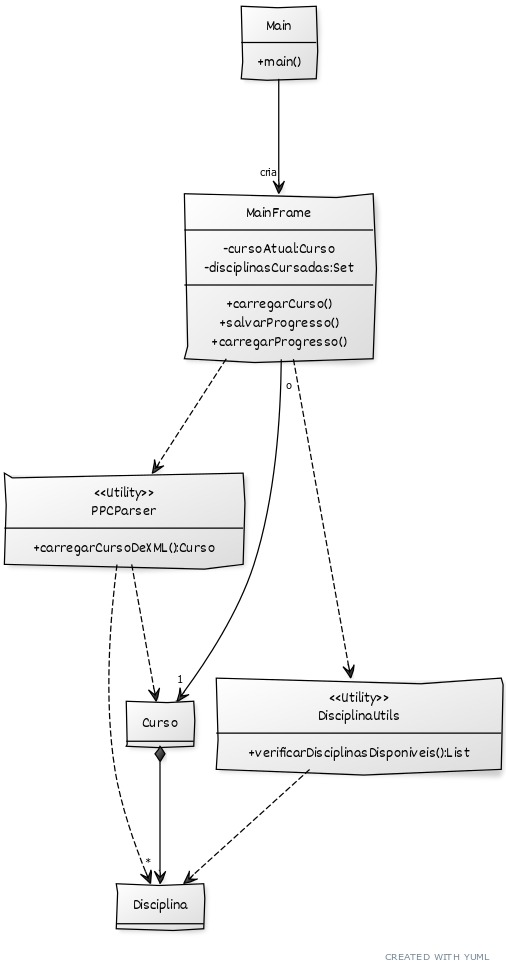 Main
+main()
cria
MainFrame
-cursoAtual:Curso
-disciplinasCursadas:Set
+carregarCurso()
+salvarProgresso()
+carregarProgresso()
o
<<Utility>>
PPCParser
+carregarCursoDeXML():Curso
1
<<Utility>>
DisciplinaUtils
+verificarDisciplinasDisponiveis():List
Curso
*
Disciplina
CREATED WITH YUML